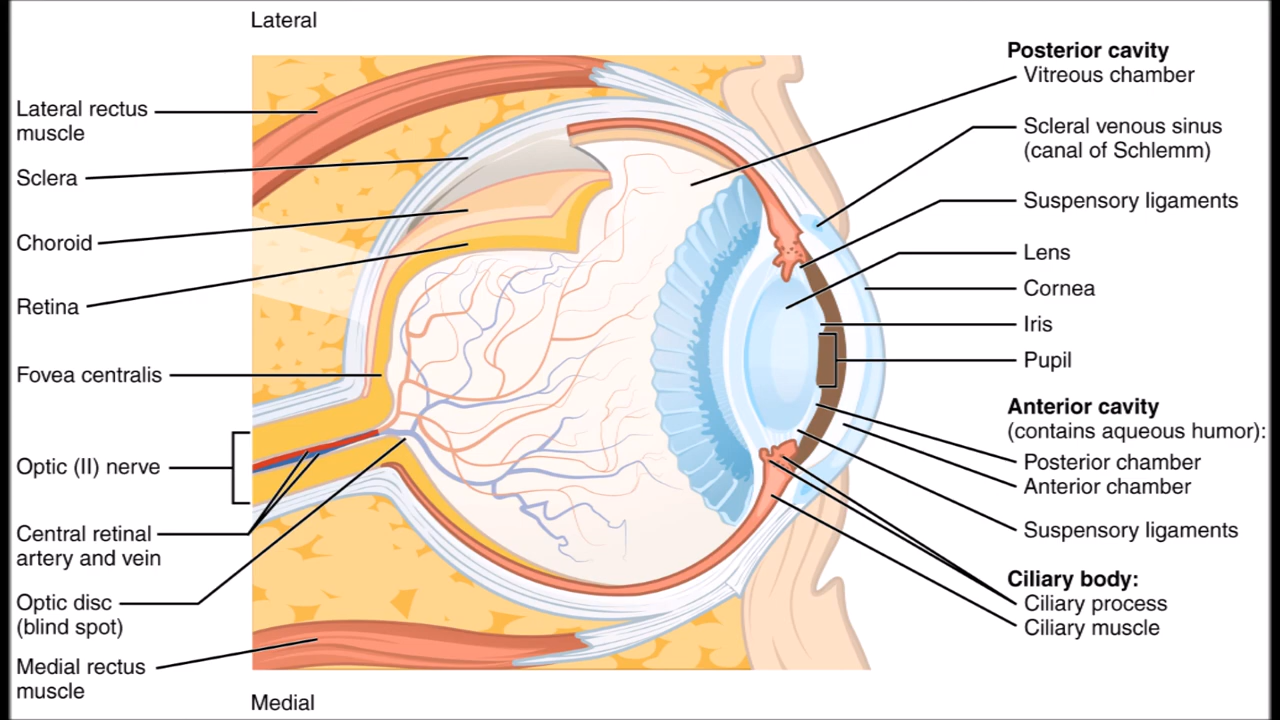 Lateral
Lateral rectus
muscle
Sclera
Choroid
Retina
Fovea centralis
Optic (II) nerve
Central retinal
artery and vein
Optic disc
(blind spot)
Medial rectus
muscle
Medial
Posterior cavity
Vitreous chamber
Scleral venous sinus
(canal of Schlemm)
Suspensory ligaments
Lens
Cornea
Iris
Pupil
Anterior cavity
(contains aqueous humor):
Posterior chamber
Anterior chamber
Suspensory ligaments
Ciliary body:
Ciliary process
Ciliary muscle